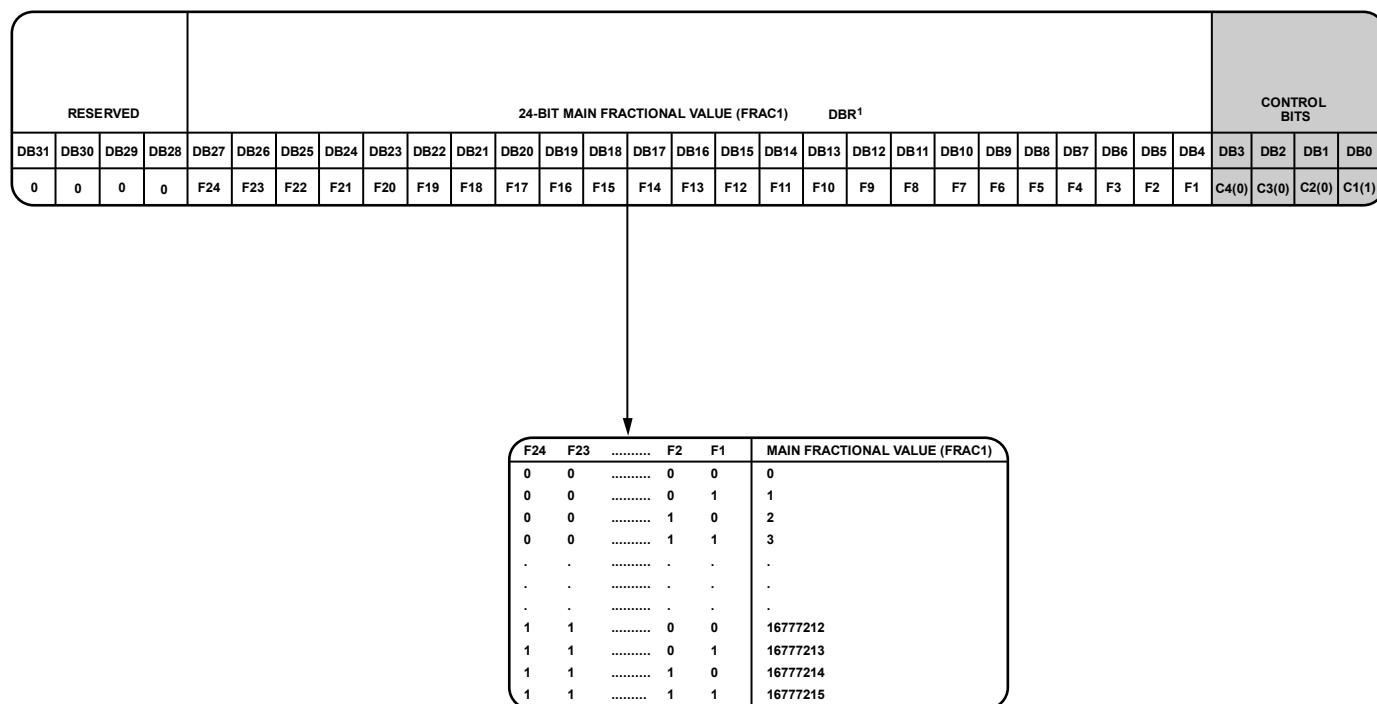 RESERVED 24-BIT MAIN FRACTIONAL VALUE (FRAC1) DBR1 CONTROL
BITS
DB31 DB30 DB29 DB28 DB27 DB26 DB25 DB24 DB23 DB22 DB21 DB20 DB19 DB18 DB17 DB16 DB15 DB14 DB13 DB12 DB11 DB10 DB9 DB8 DB7 DB6 DB5 DB4 DB3 DB2 DB1 DB0
0 0 0 0 F24 F23 F22 F21 F20 F19 F18 F17 F16 F15 F14 F13 F12 F11 F10 F9 F8 F7 F6 F5 F4 F3 F2 F1 C4(0) C3(0) C2(0) C1(1)
F24 F23 .......... F2 F1 MAIN FRACTIONAL VALUE (FRAC1)
0 0 .......... 0 0 0
0 0 .......... 0 1 1
0 0 .......... 1 0 2
0 0 .......... 1 1 3
. . .......... . . .
. . .......... . . .
. . .......... . . .
1 1 .......... 0 0 16777212
1 1 .......... 0 1 16777213
1 1 .......... 1 0 16777214
1 1 ......... 1 1 16777215